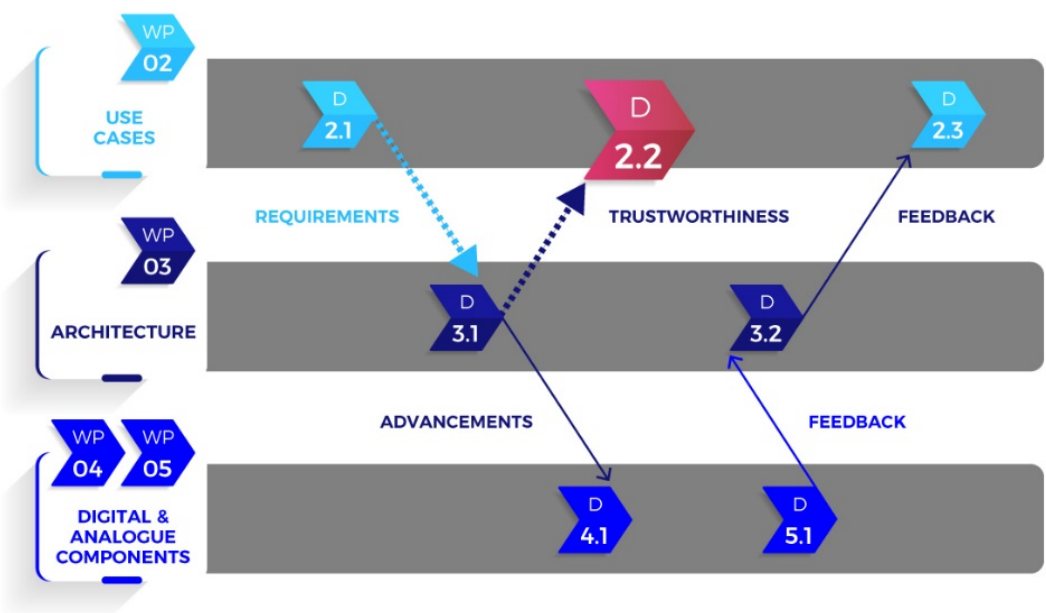 WP
02
USE
CASES
D
2.1
D
2.2
D
2.3
REQUIREMENTS
TRUSTWORTHINESS
FEEDBACK
WP
03
ARCHITECTURE
D
3.1
D
3.2
ADVANCEMENTS
FEEDBACK
WP
04
WP
05
DIGITAL &
ANALOGUE
COMPONENTS
D
4.1
D
5.1